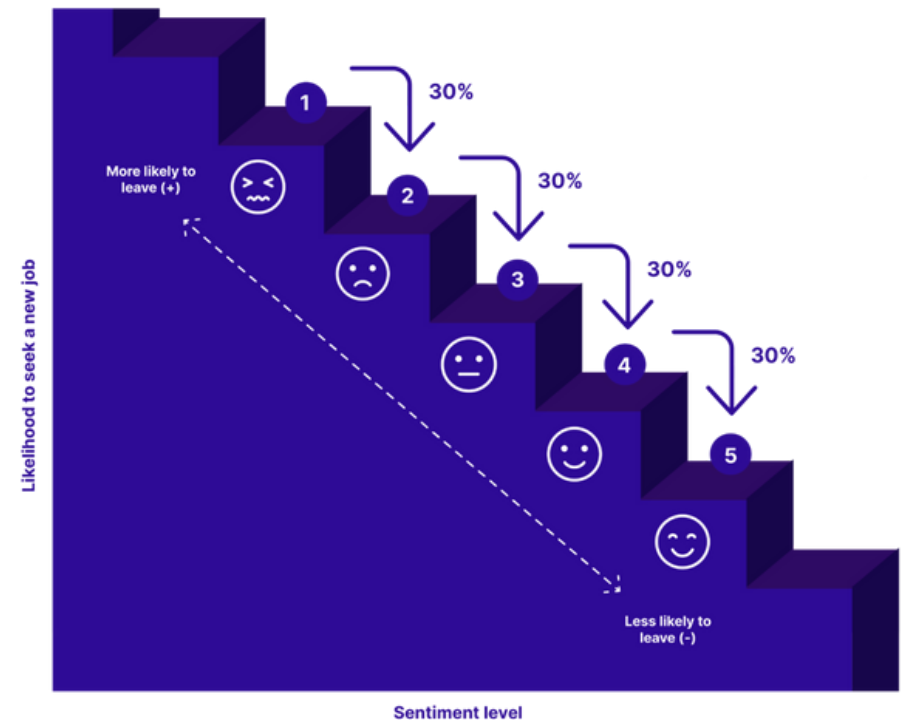 1
30%
2
30%
More likely to
leave (+)
3
30%
4
30%
5
Likelihood to seek a new job
Less likely to
leave (-)
Sentiment level